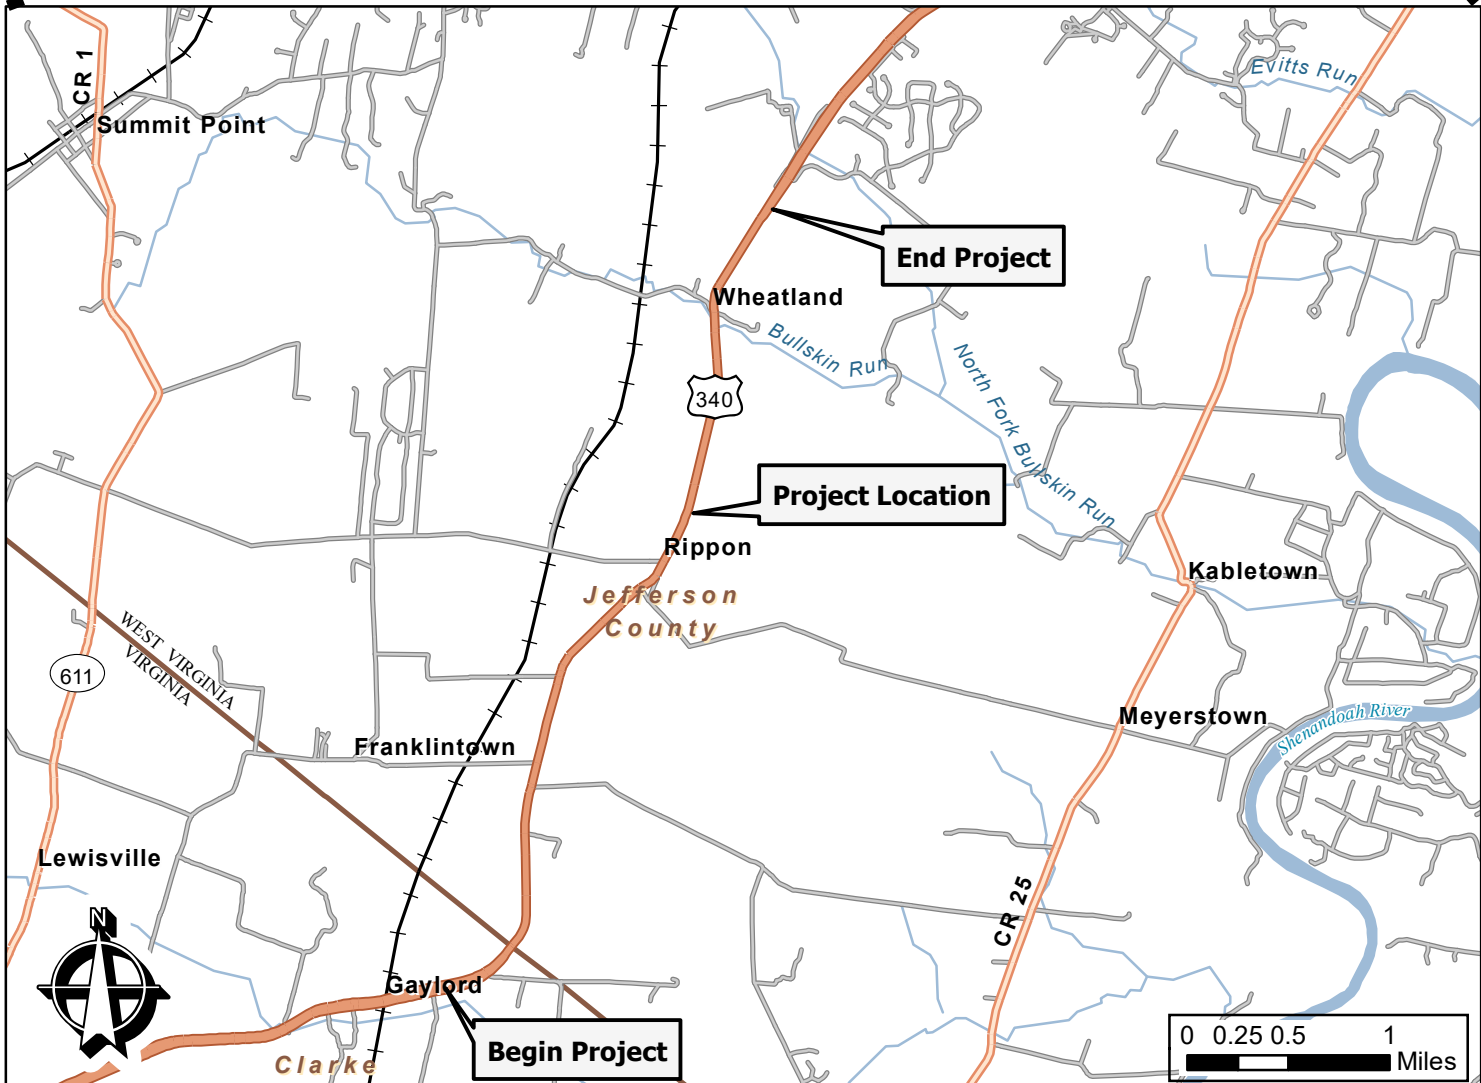 CR 1
Summit Point
Evitts Run
End Project
Wheatland
Bullskin Run
North Fork Bullskin Run
340
Project Location
Rippon
Jefferson
County
Kabletown
WEST VIRGINIA
VIRGINIA
611
Meyerstown
Shenandoah River
Franklintown
Lewisville
CR 25
N
Gaylord
Begin Project
Clarke
0 0.25 0.5 1
Miles